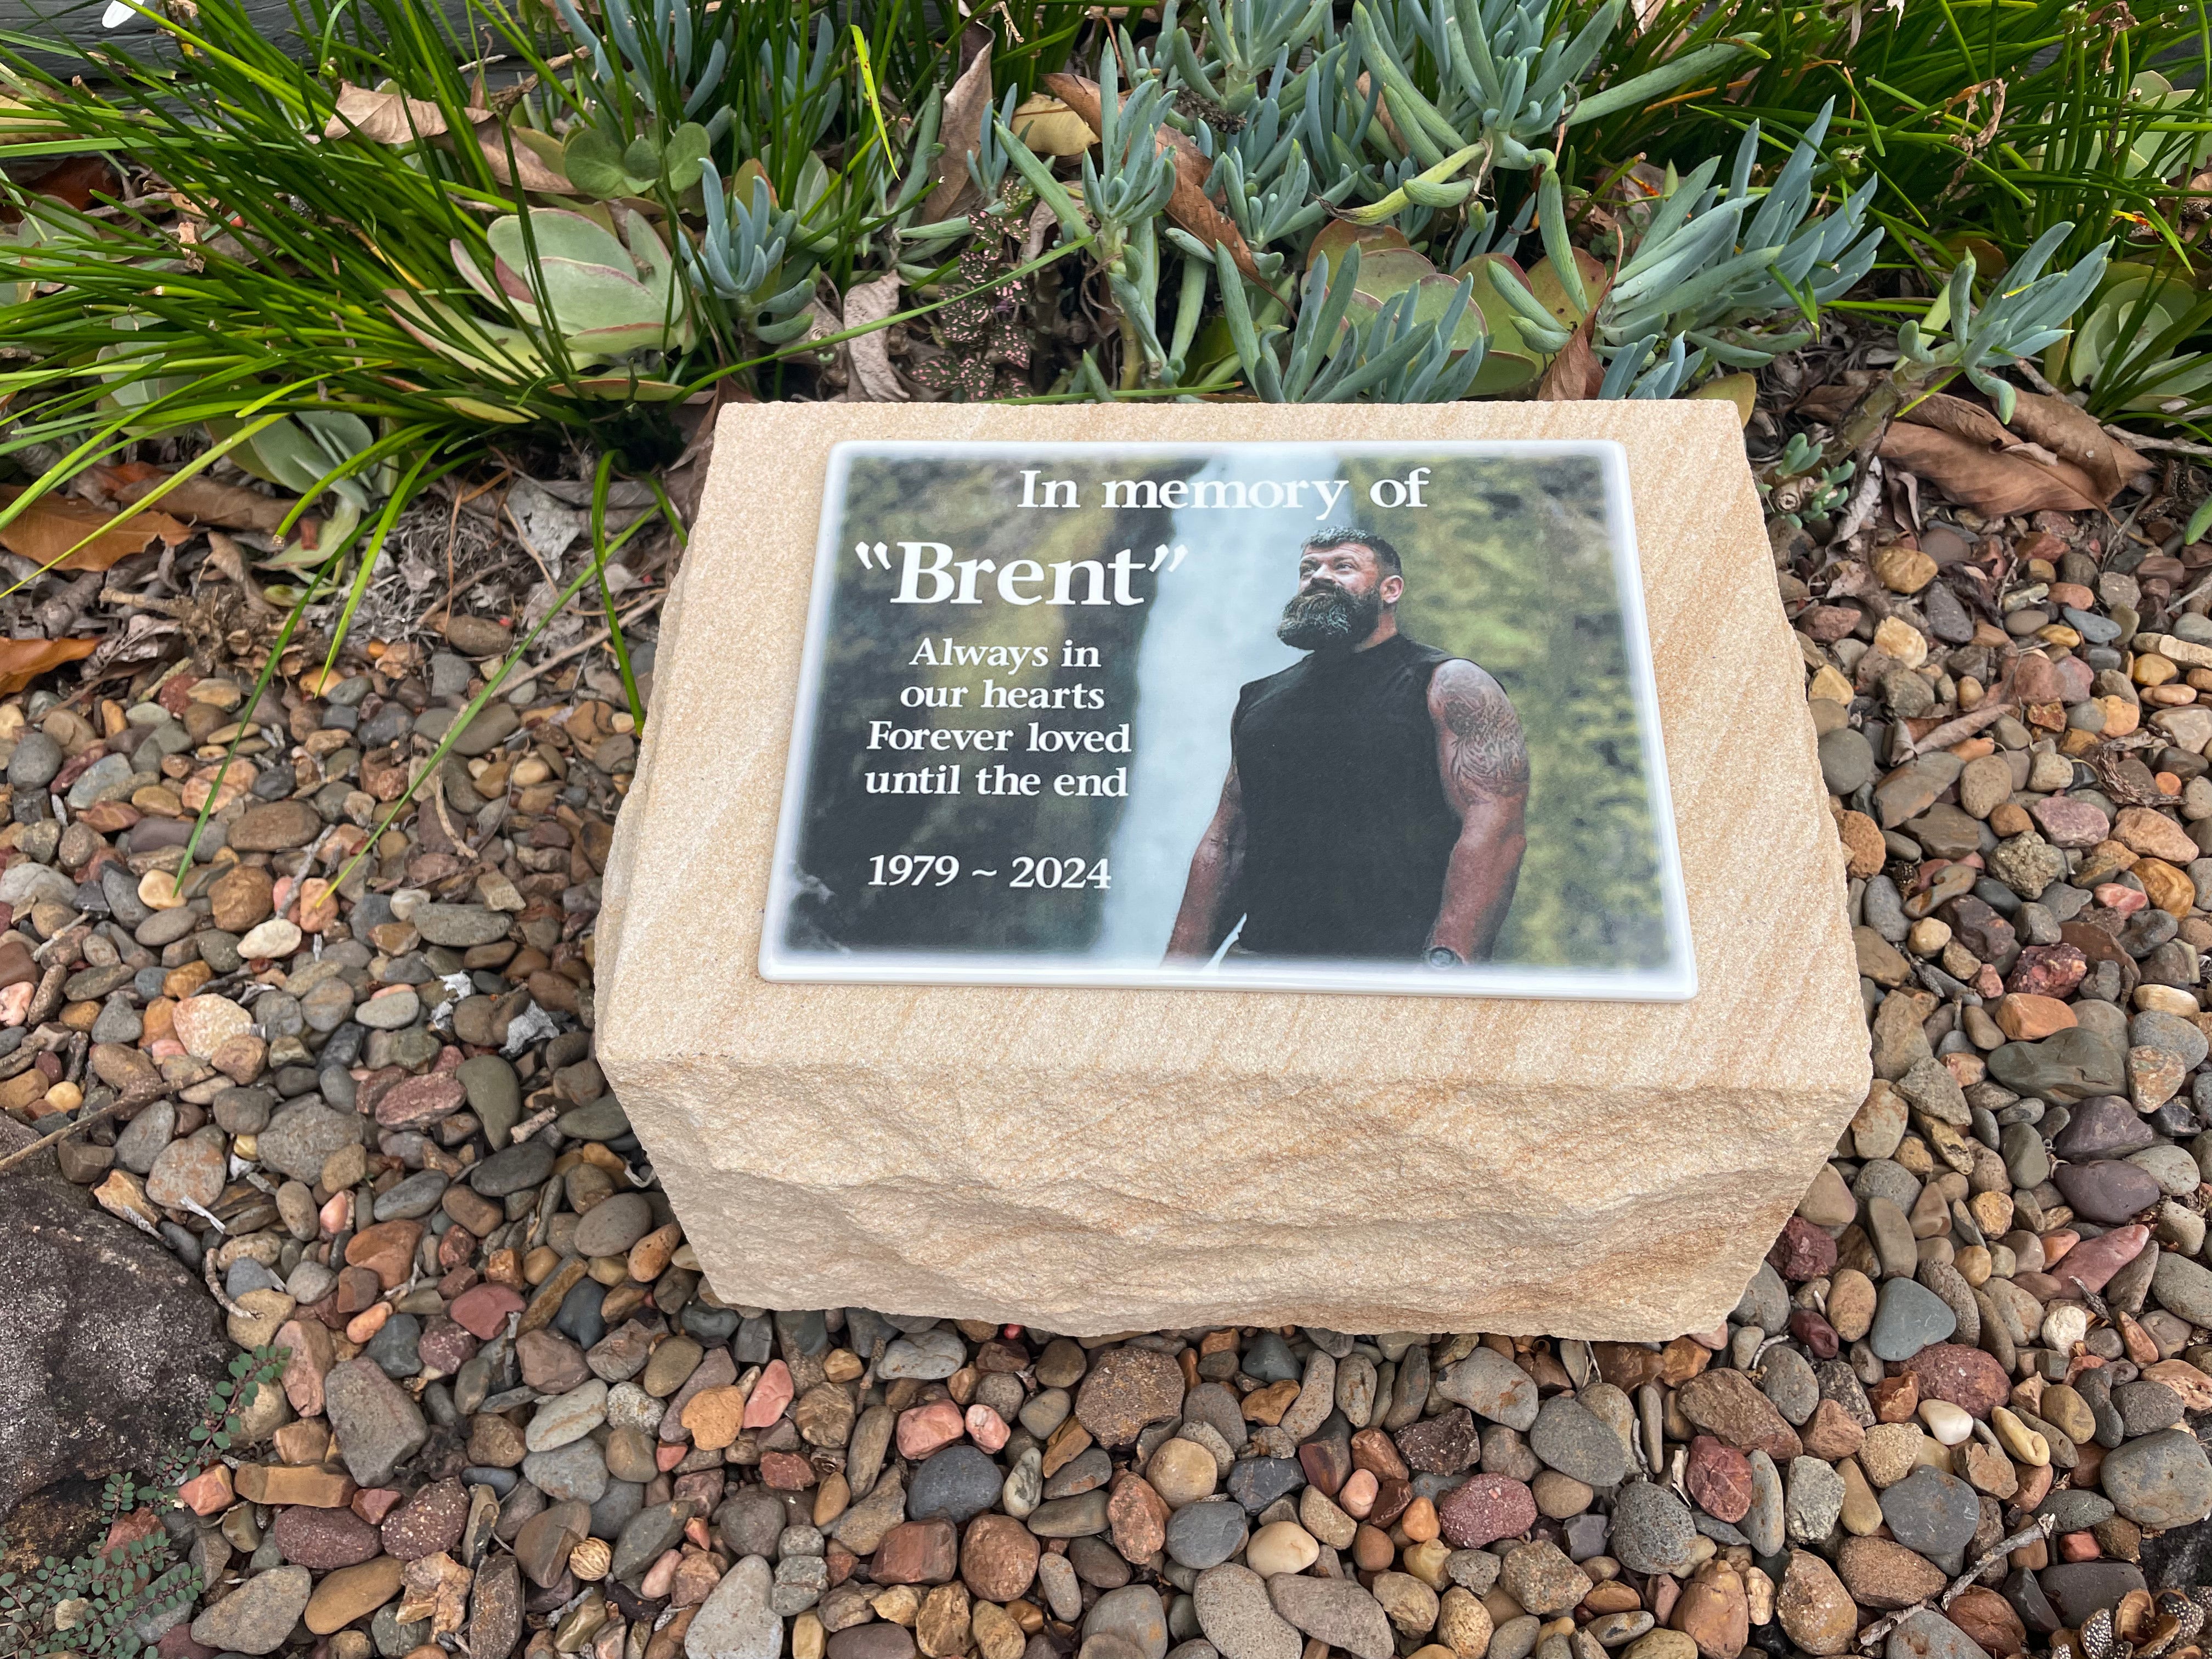 In memory of
“Brent”
Always in
our hearts
Forever loved
until the end
1979 ~ 2024